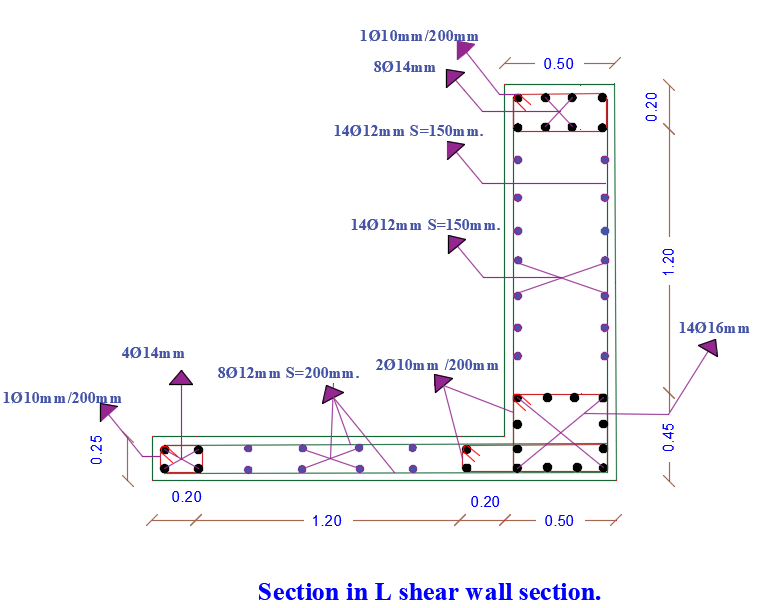 1Ø10mm/200mm
0.50
8Ø14mm
0.20
14Ø12mm S=150mm.
14Ø12mm S=150mm.
1.20
14Ø16mm
4Ø14mm
8Ø12mm S=200mm.
2Ø10mm /200mm
1Ø10mm/200mm
0.25
0.45
0.20
0.20
1.20
0.50
Section in L shear wall section.